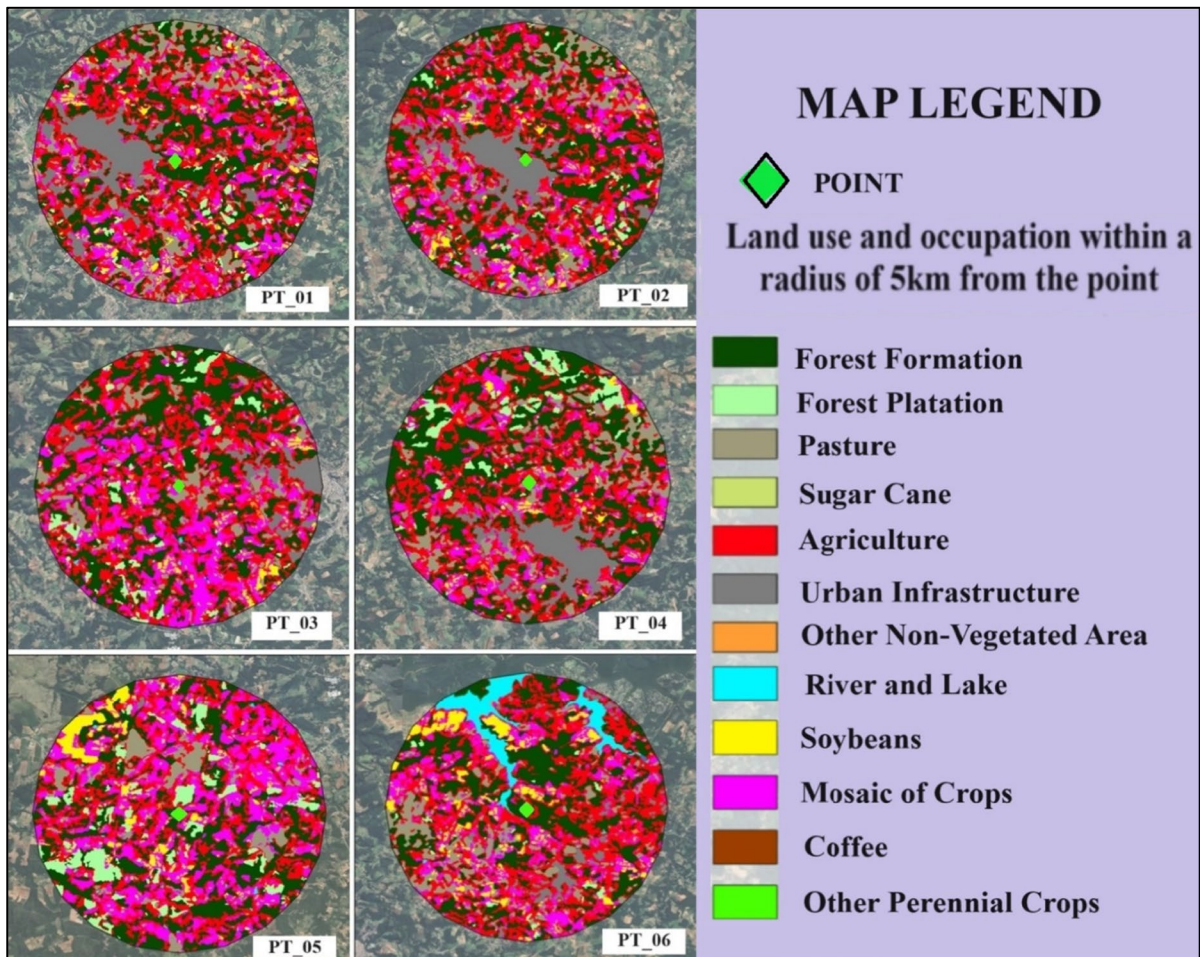 PT_01
PT_02
PT_03
PT_04
PT_05
PT_06
MAP LEGEND
POINT
Land use and occupation within a
radius of 5km from the point
Forest Formation
Forest Platation
Pasture
Sugar Cane
Agriculture
Urban Infrastructure
Other Non-Vegetated Area
River and Lake
Soybeans
Mosaic of Crops
Coffee
Other Perennial Crops